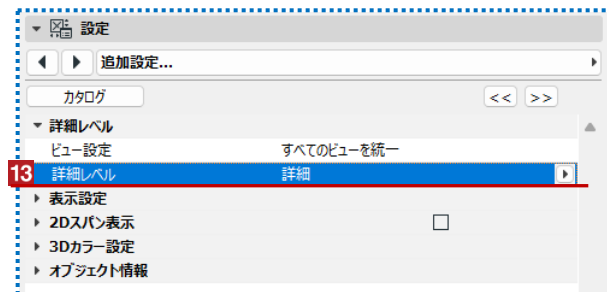 設定
追加設定...
カタログ << >>
詳細レベル
ビュー設定 すべてのビューを統一
13 詳細レベル 詳細
表示設定
2Dスパン表示
3Dカラー設定
オブジェクト情報